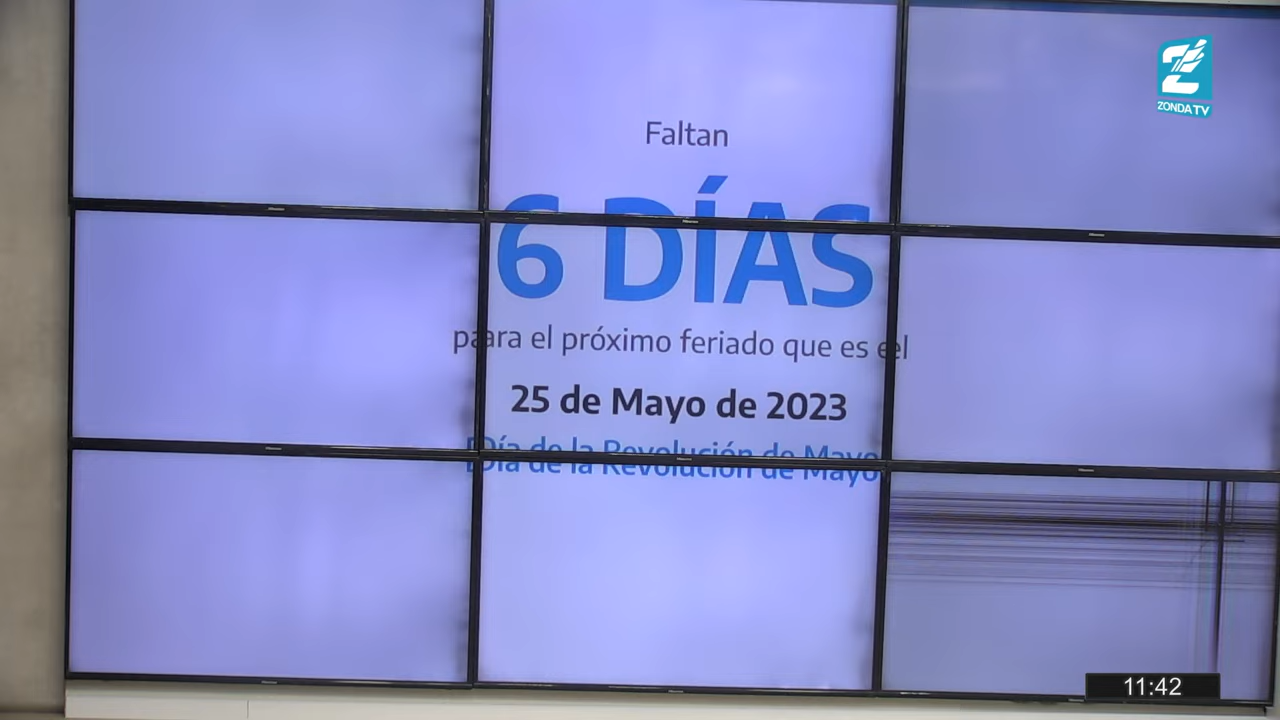 ZONDA TV
Faltan
6 DÍAS
para el próximo feriado que es el
25 de Mayo de 2023
Día de la Revolución de Mayo
11:42